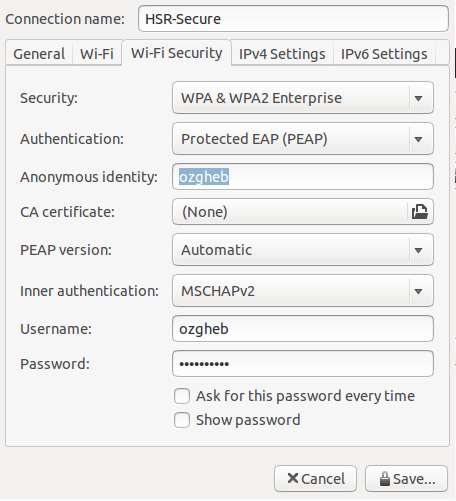 Connection name: HSR-Secure
General Wi-Fi Wi-Fi Security IPv4 Settings IPv6 Settings
Security: WPA & WPA2 Enterprise
Authentication: Protected EAP (PEAP)
Anonymous identity: ozgheb
CA certificate: (None)
PEAP version: Automatic
Inner authentication: MSCHAPv2
Username: ozgheb
Password: ••••••••••
Ask for this password every time
Show password
Cancel Save...